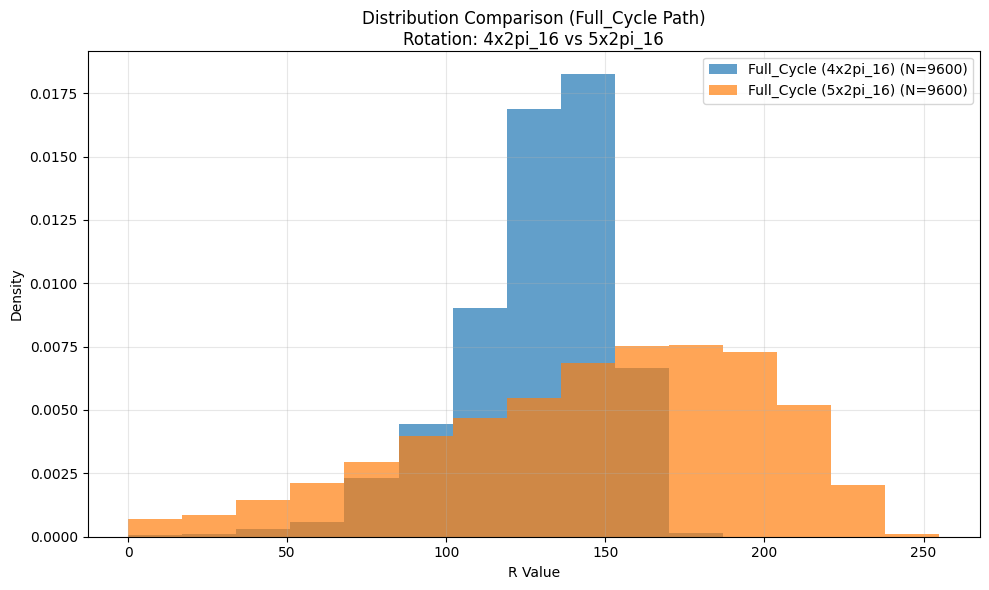 Distribution Comparison (Full_Cycle Path)
Rotation: 4x2pi_16 vs 5x2pi_16
Full_Cycle (4x2pi_16) (N=9600)
Full_Cycle (5x2pi_16) (N=9600)
0.0175
0.0150
0.0125
0.0100
0.0075
0.0050
0.0025
0.0000
Density
0 50 100 150 200 250
R Value